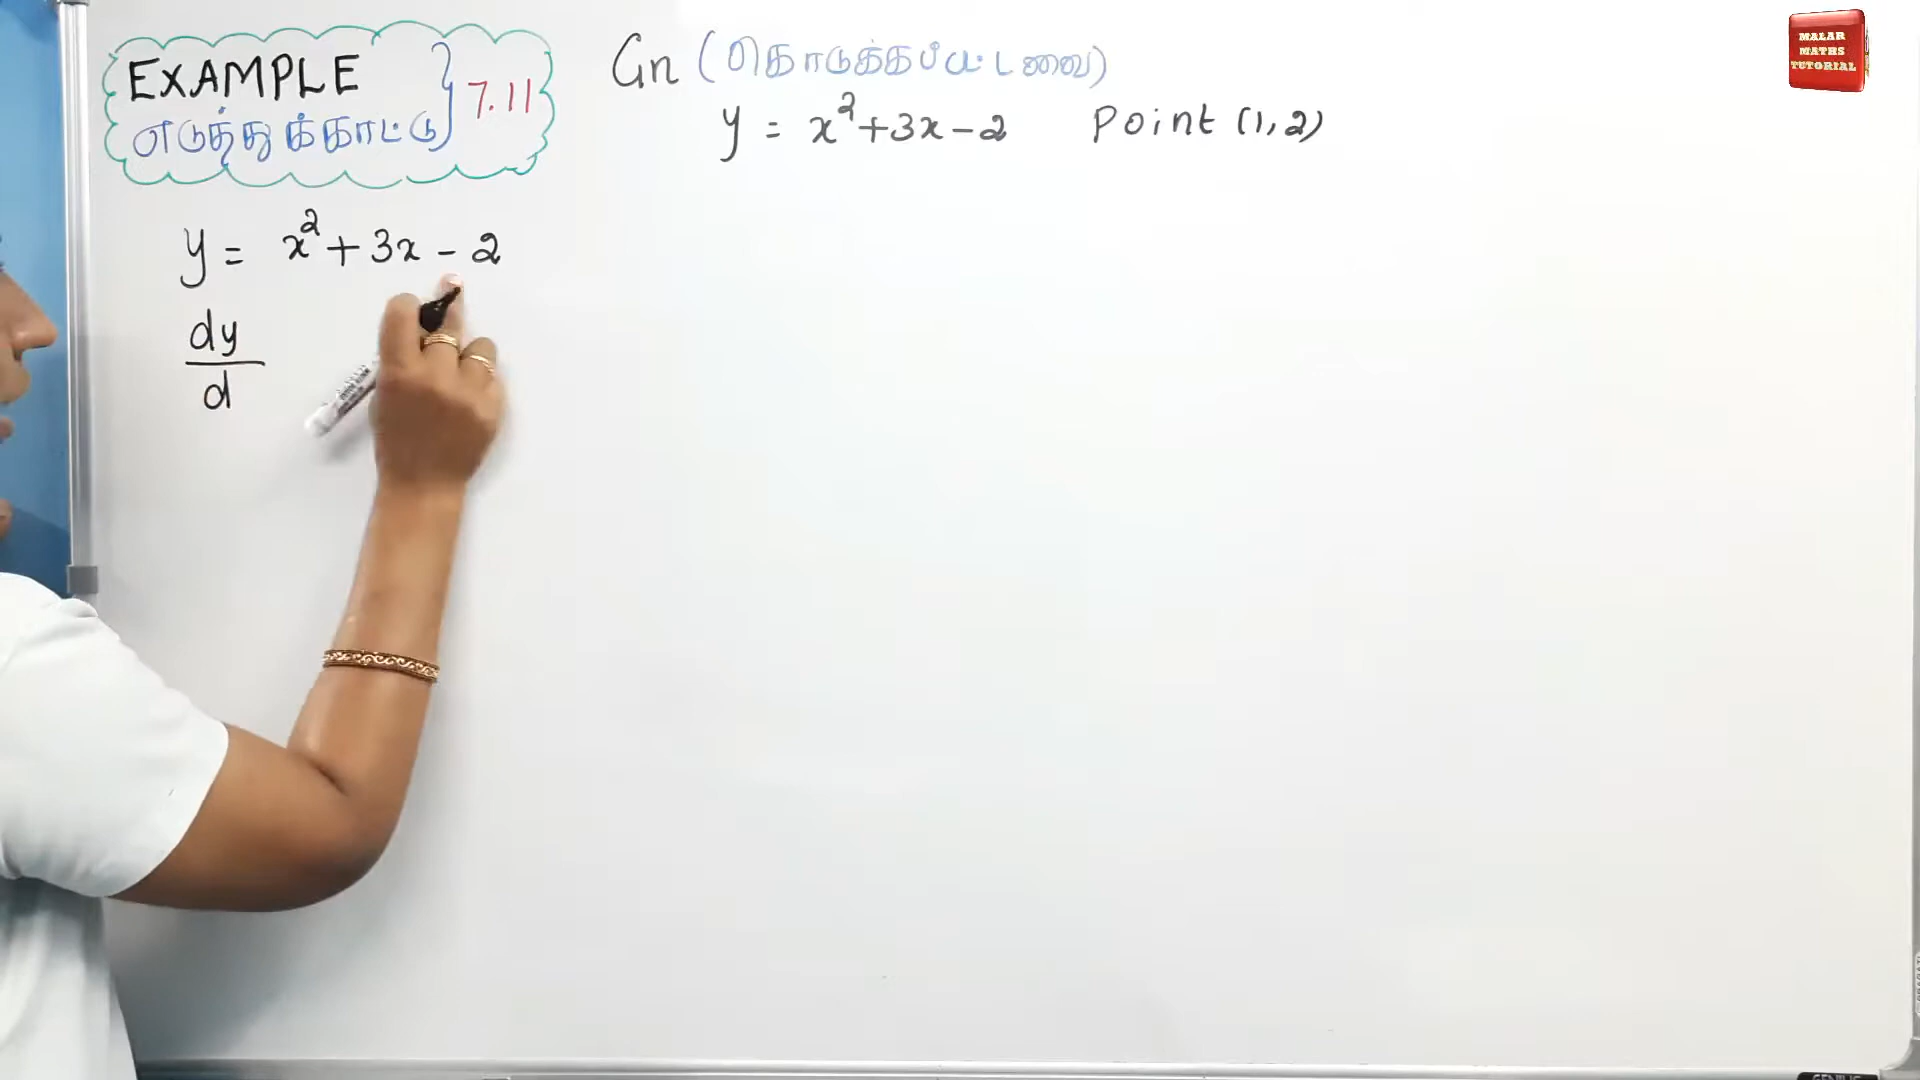 EXAMPLE
எடுத்துக்காட்டு
7.11
Gn (கொடுக்கப்பட்டவை)
y = x²+3x-2 Point (1,2)
y = x²+3x-2
dy
d
MALAR
MATHS
TUTORIAL